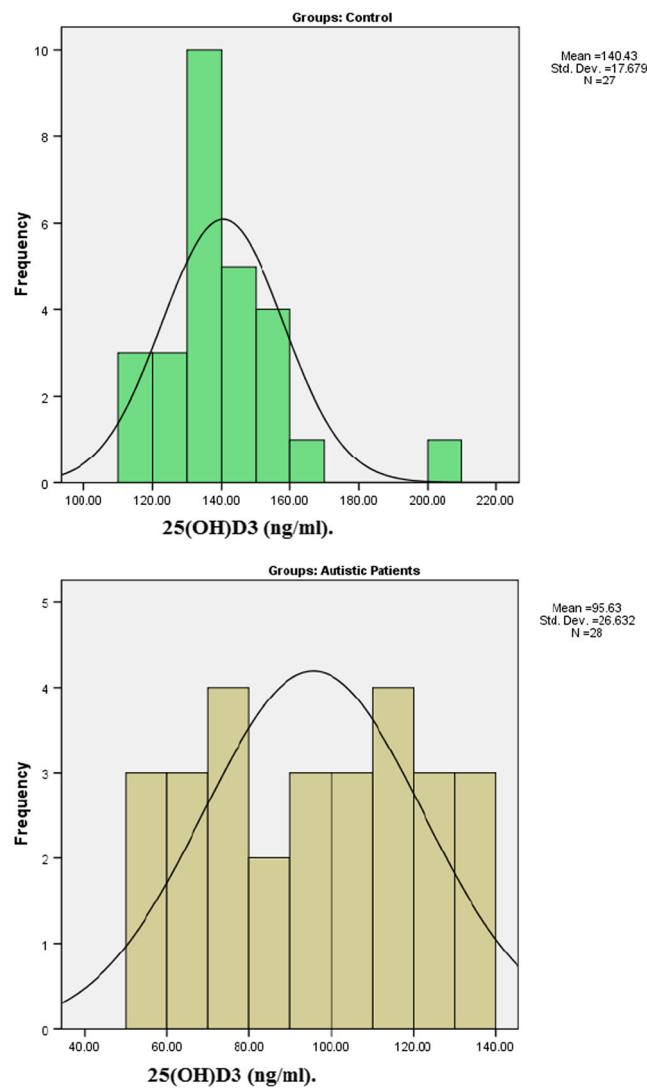 Groups: Control
Mean =140.43
Std. Dev. =17.679
N =27
Frequency
10
8
6
4
2
0
100.00 120.00 140.00 160.00 180.00 200.00 220.00
25(OH)D3 (ng/ml).
Groups: Autistic Patients
Mean =95.63
Std. Dev. =26.632
N =28
Frequency
5
4
3
2
1
0
40.00 60.00 80.00 100.00 120.00 140.00
25(OH)D3 (ng/ml).